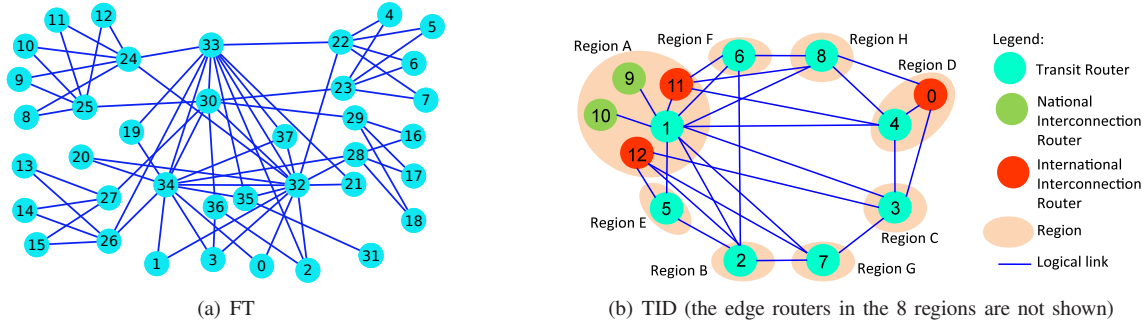 12
11
33
4
5
10
24
22
6
9
25
30
23
7
8
29
19
37
16
20
28
13
34
32
21
17
27
35
14
36
18
15
26
1
3
0
2
31
(a) FT
Region F
Region H
Region A
6
8
Region D
9
11
0
10
1
4
12
5
3
Region E
Region C
Region B
2
7
Region G
Legend:
Transit Router
National
Interconnection
Router
International
Interconnection
Router
Region
Logical link
(b) TID (the edge routers in the 8 regions are not shown)